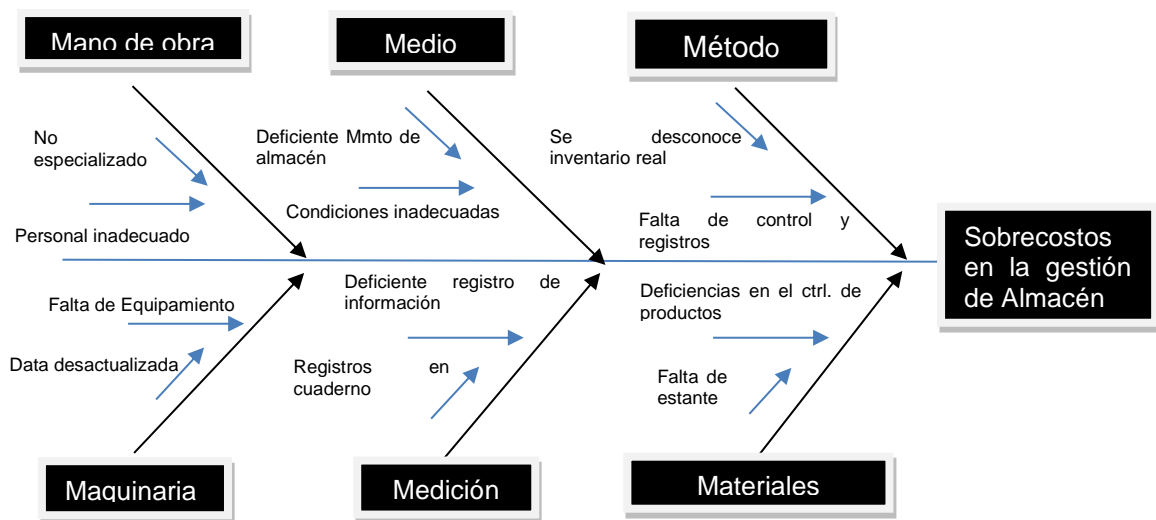 Mano de obra
Medio
Método
No
especializado
Deficiente Mmto de
almacén
Se desconoce
inventario real
Personal inadecuado
Condiciones inadecuadas
Falta de control y
registros
Sobrecostos
en la gestión
de Almacén
Falta de Equipamiento
Deficiente registro de
información
Deficiencias en el ctrl. de
productos
Data desactualizada
Registros en
cuaderno
Falta de
estante
Maquinaria
Medición
Materiales